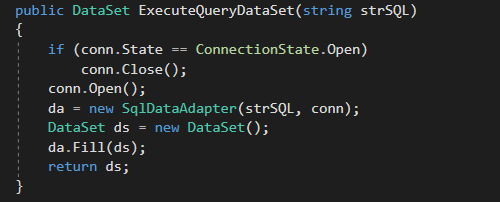 public DataSet ExecuteQueryDataSet(string strSQL)
{
    if (conn.State == ConnectionState.Open)
        conn.Close();
    conn.Open();
    da = new SqlDataAdapter(strSQL, conn);
    DataSet ds = new DataSet();
    da.Fill(ds);
    return ds;
}